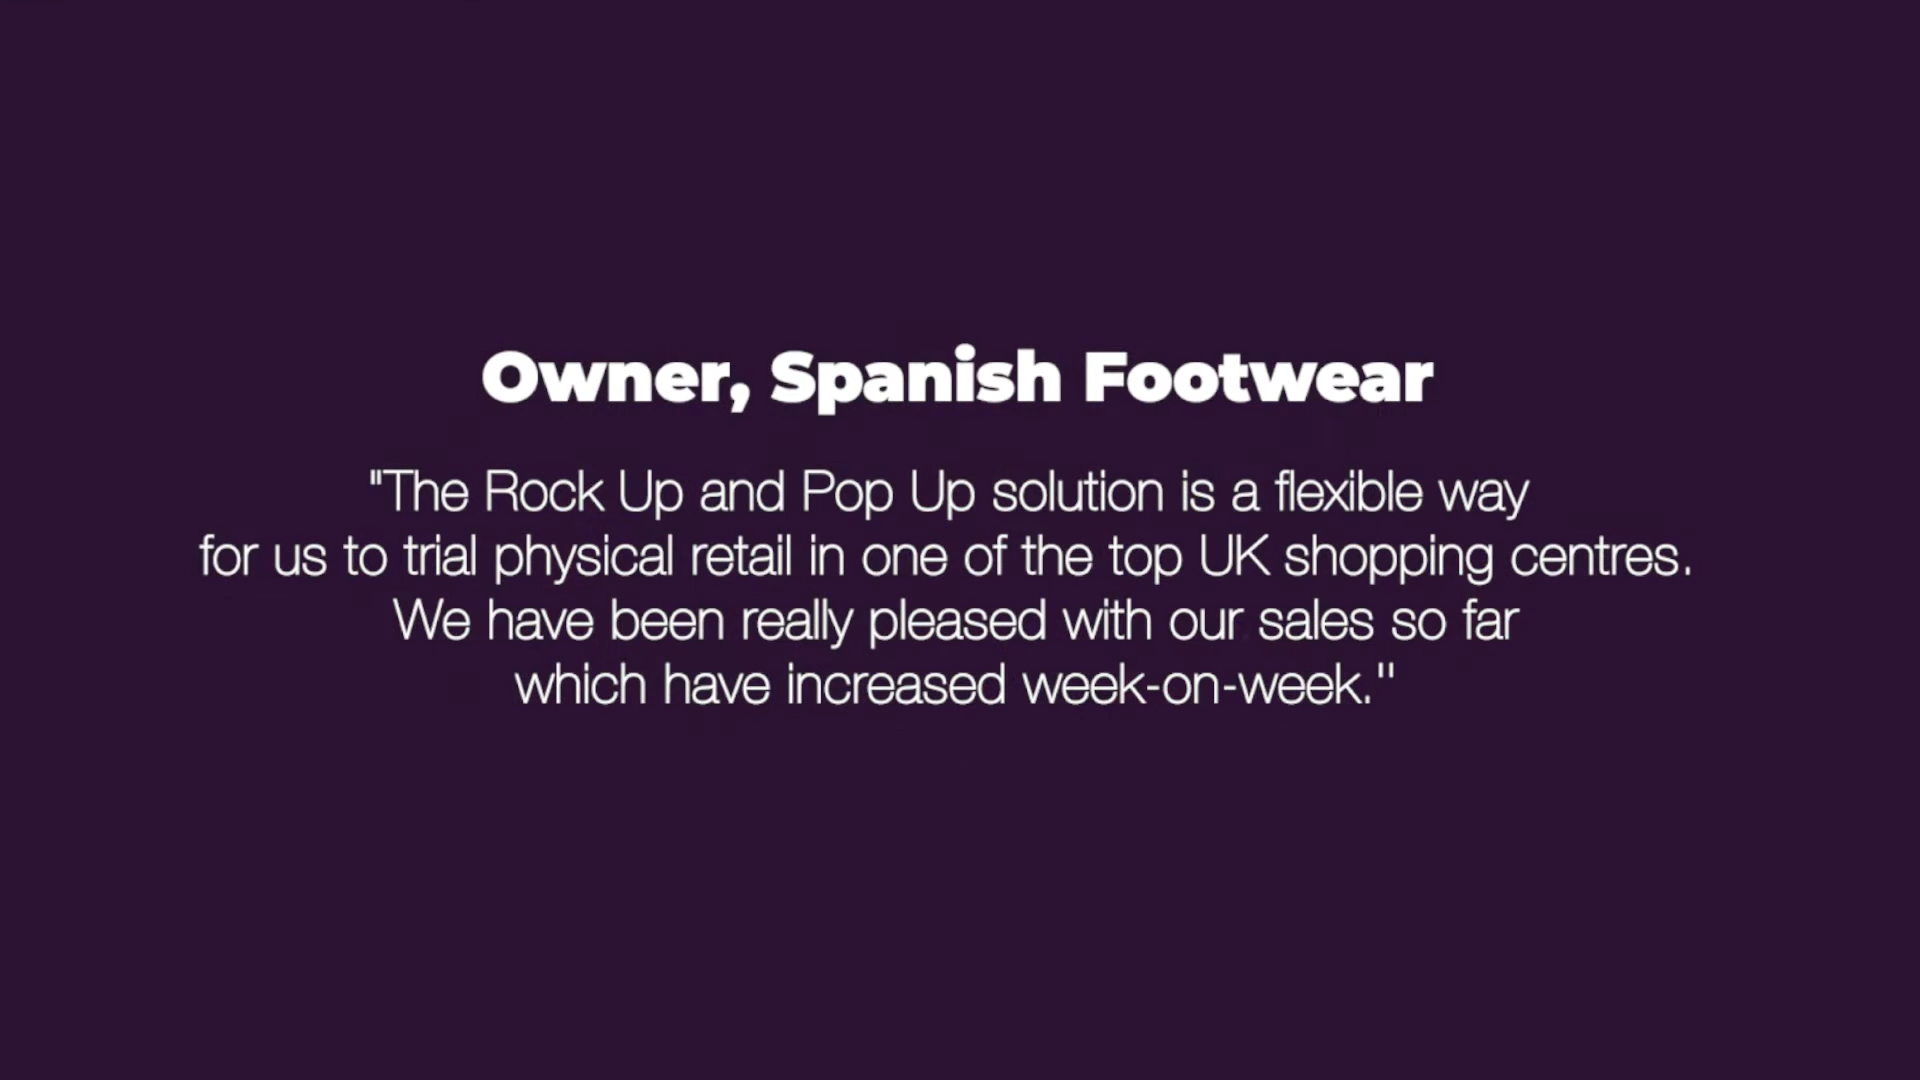 Owner, Spanish Footwear
"The Rock Up and Pop Up solution is a flexible way
for us to trial physical retail in one of the top UK shopping centres.
We have been really pleased with our sales so far
which have increased week-on-week."